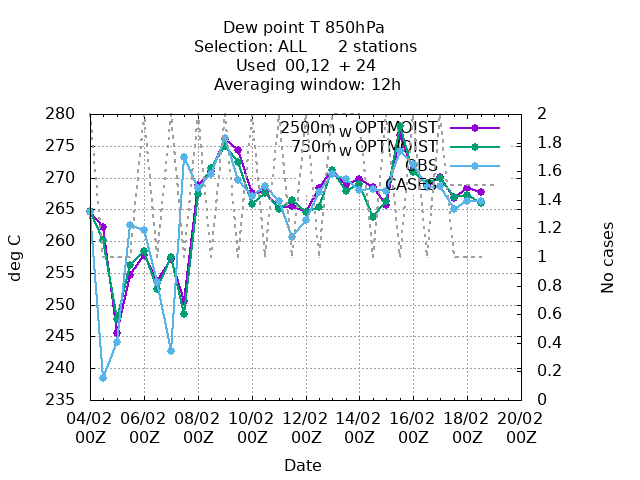 Dew point T 850hPa
Selection: ALL 2 stations
Used 00,12 + 24
Averaging window: 12h
280
275
270
265
260
255
250
245
240
235
deg C
2500m W OPTMOIST
750m W OPTMOIST
OBS
CASES
2
1.8
1.6
1.4
1.2
1
0.8
0.6
0.4
0.2
0
No cases
04/02 06/02 08/02 10/02 12/02 14/02 16/02 18/02 20/02
00Z 00Z 00Z 00Z 00Z 00Z 00Z 00Z 00Z
Date